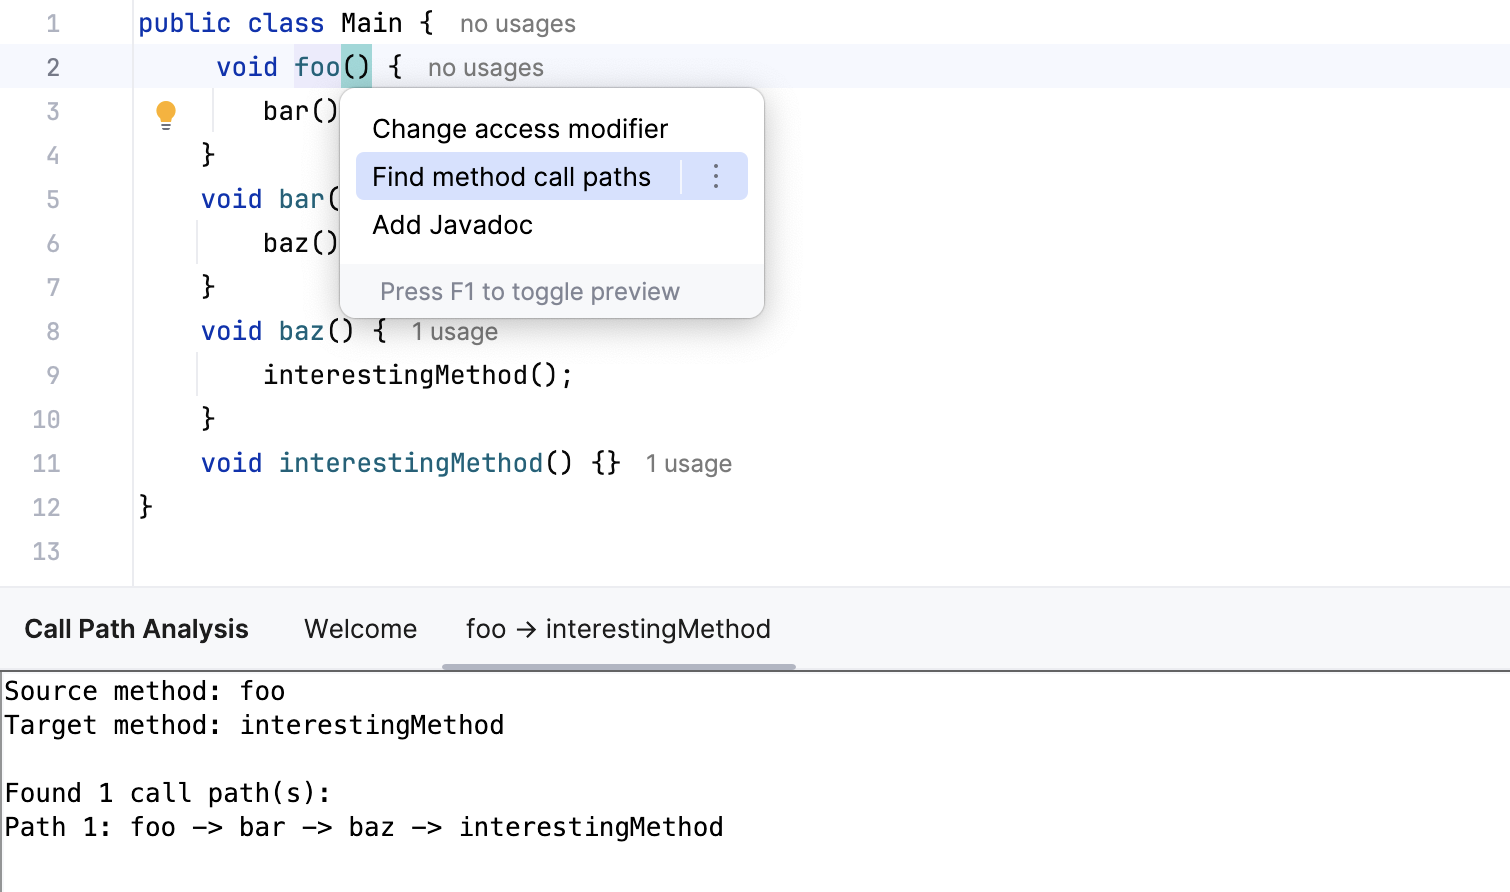 1 public class Main { no usages
2 void foo() { no usages
3 bar()
4 }
5 void bar(
6 baz()
7 }
8 void baz() { 1 usage
9 interestingMethod();
10 }
11 void interestingMethod() {} 1 usage
12 }
13
Change access modifier
Find method call paths
Add Javadoc
Press F1 to toggle preview
Call Path Analysis Welcome foo → interestingMethod
Source method: foo
Target method: interestingMethod
Found 1 call path(s):
Path 1: foo -> bar -> baz -> interestingMethod